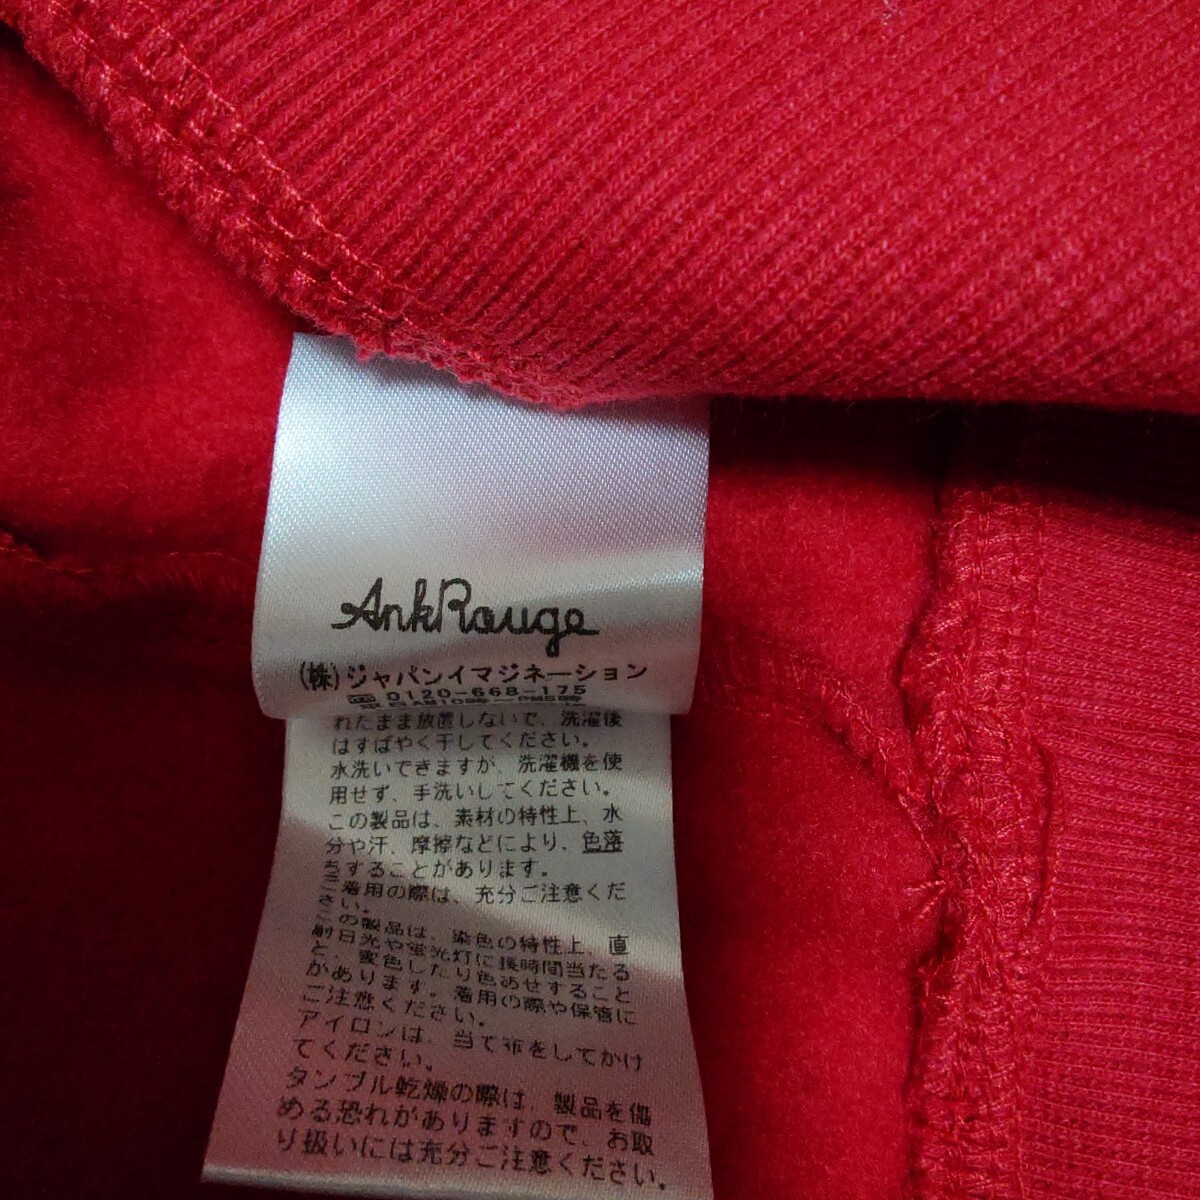 AnkRouge
(株)ジャパンイマジネーション
0120-668-175
平日AM10時〜PM5時
れたまま放置しないで、洗濯後
はすばやく干してください。
水洗いできますが、洗濯機を使
用せず、手洗いしてください。
この製品は、素材の特性上、水
分や汗、摩擦などにより、色落
ちすることがあります。
ご着用の際は、充分ご注意くだ
さい。
この製品は、染色の特性上、直
射日光や蛍光灯に長時間当たる
と、変色したり色あせすること
があります。着用の際や保管に
ご注意ください。
アイロンは、当て布をしてかけ
てください。
タンブル乾燥の際は、製品を傷
める恐れがありますので、お取
り扱いには充分ご注意ください。